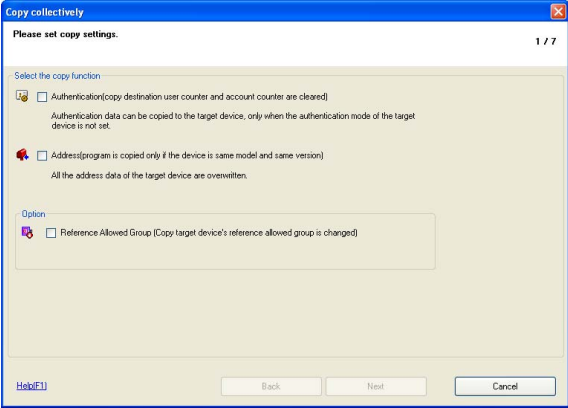 Copy collectively
Please set copy settings.
1 / 7
Select the copy function
Authentication(copy destination user counter and account counter are cleared)
Authentication data can be copied to the target device, only when the authentication mode of the target
device is not set.
Address(program is copied only if the device is same model and same version)
All the address data of the target device are overwritten.
Option
Reference Allowed Group (Copy target device's reference allowed group is changed)
Help[F1]
Back
Next
Cancel